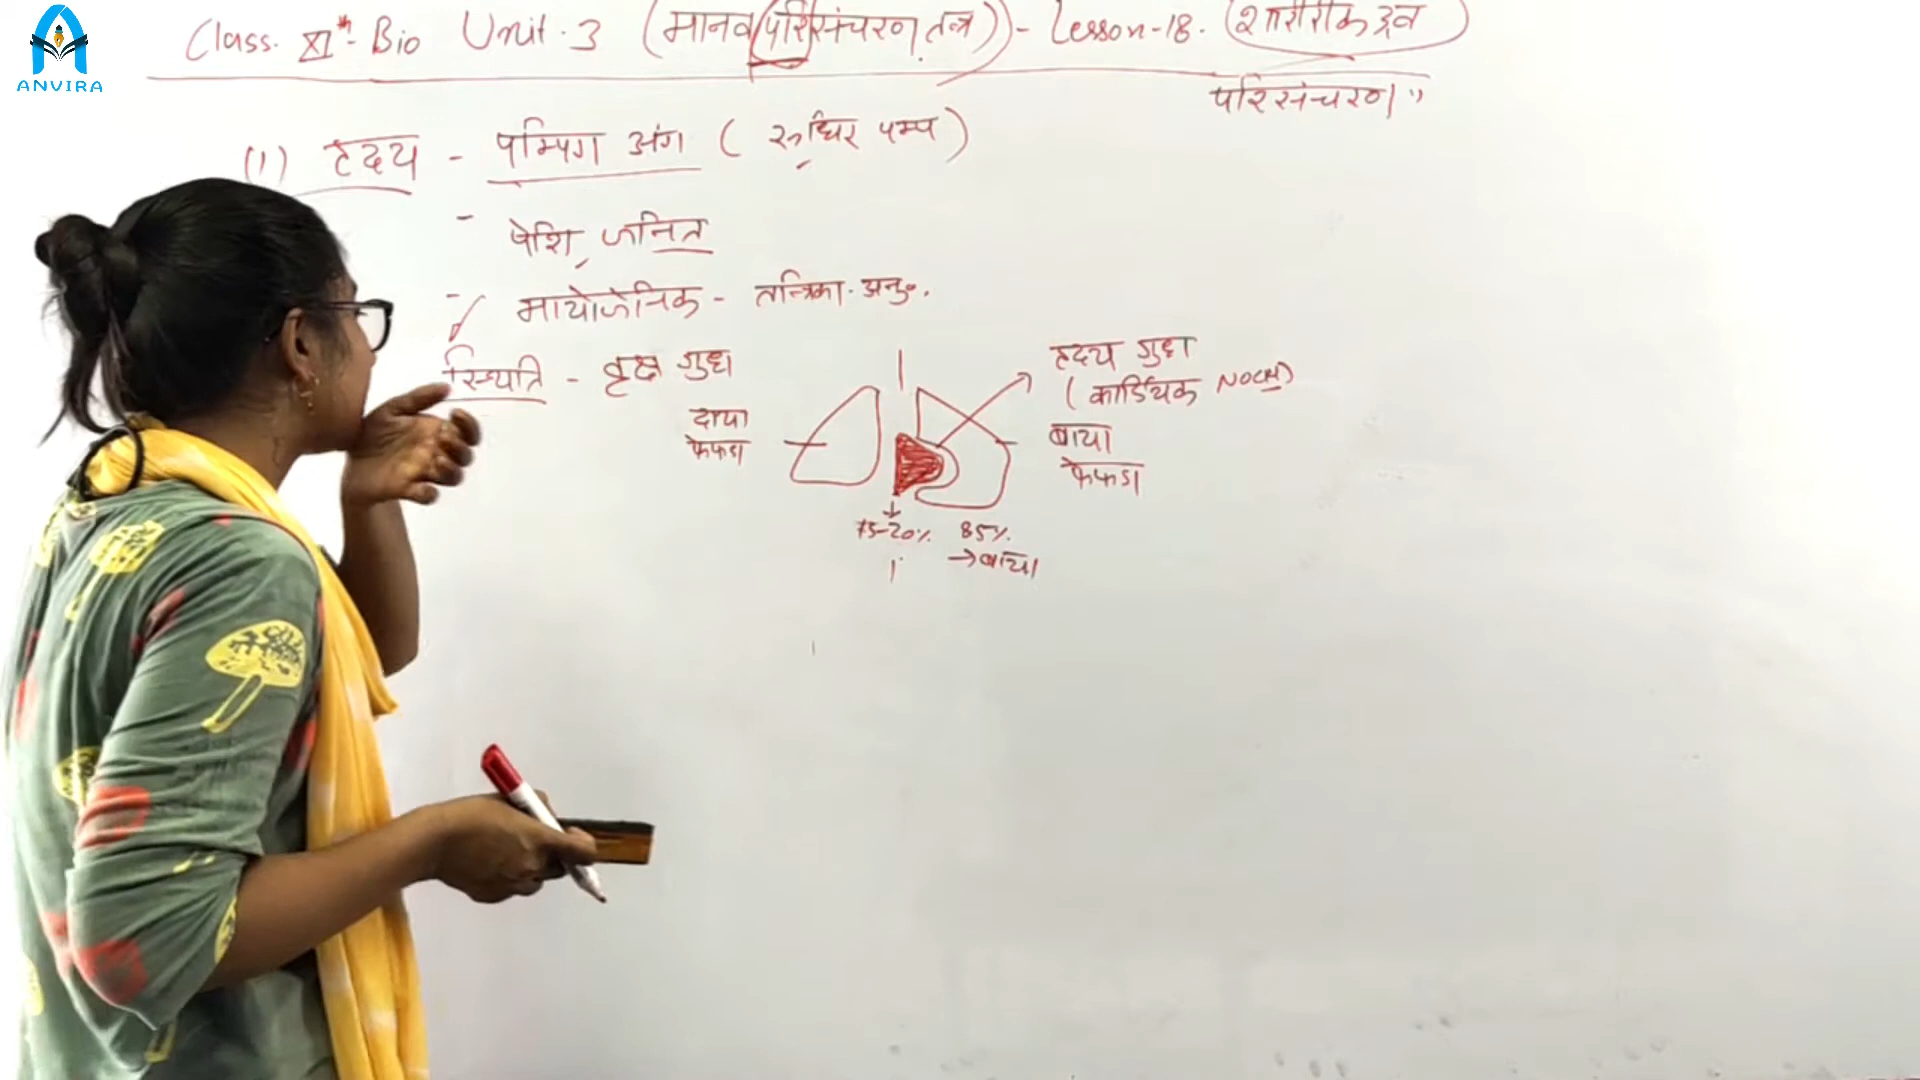 ANVIRA
Class. XIth Bio Unit. 3 (मानव परिसंचरण तन्त्र) - Lesson-18. (शारीरिक द्रव
परिसंचरण"
(1) हृदय - पम्पिंग अंग ( रुधिर पम्प )
- पेशि जनित
- मायोजेनिक - तन्त्रिका. अनु०.
स्थिति - वृक्ष गुहा
हृदय गुहा
( कार्डियक NOCH)
दाया
फेफडा
बाया
फेफडा
15-20% 85%
→ बाया